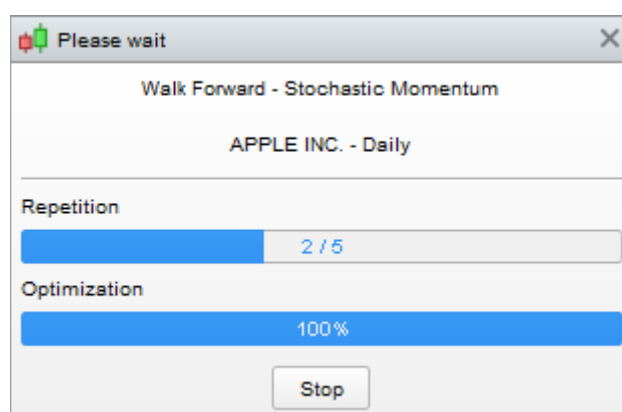 Please wait
Walk Forward - Stochastic Momentum
APPLE INC. - Daily
Repetition
2 / 5
Optimization
100%
Stop